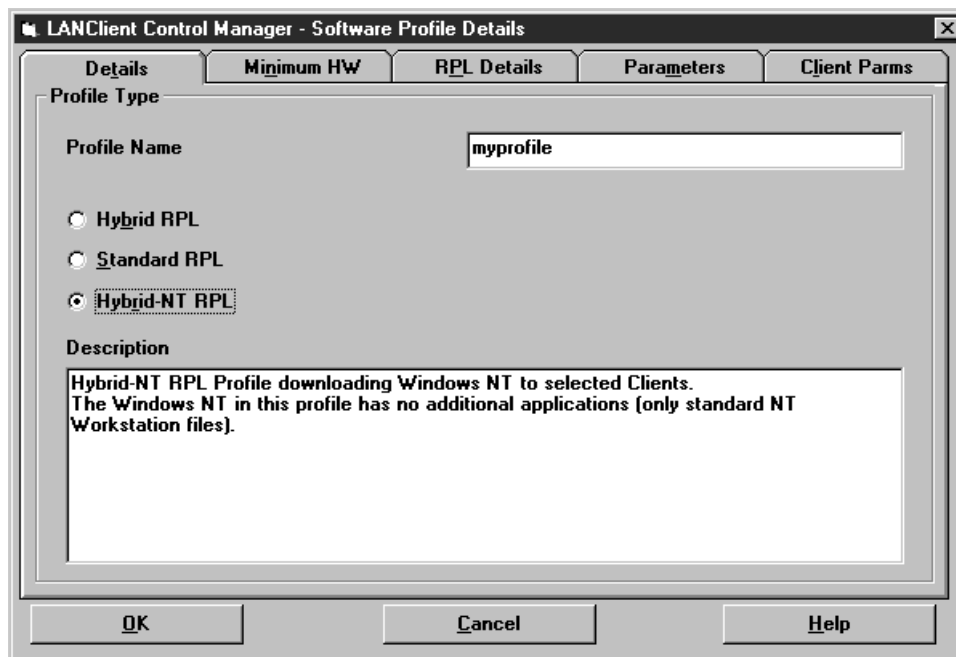 LANClient Control Manager - Software Profile Details
Details
Minimum HW
RPL Details
Parameters
Client Parms
Profile Type
Profile Name
myprofile
Hybrid RPL
Standard RPL
Hybrid-NT RPL
Description
Hybrid-NT RPL Profile downloading Windows NT to selected Clients.
The Windows NT in this profile has no additional applications (only standard NT
Workstation files).
OK
Cancel
Help